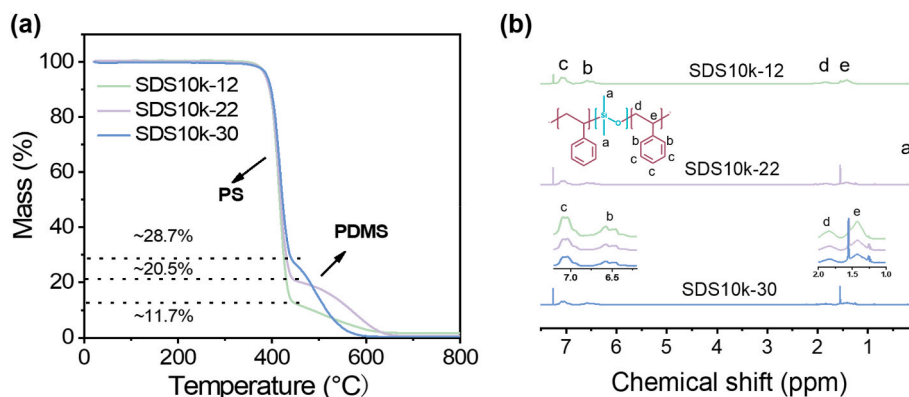 (a)
100
80
60
40
20
0
Mass (%)
SDS10k-12
SDS10k-22
SDS10k-30
PS
PDMS
~28.7%
~20.5%
~11.7%
0 200 400 600 800
Temperature (°C)
(b)
c b d e
SDS10k-12
a
Si
O
a
d
e
b b
c c
c
a
SDS10k-22
c
b
7.0 6.5
d
e
2.0 1.5 1.0
SDS10k-30
7 6 5 4 3 2 1
Chemical shift (ppm)